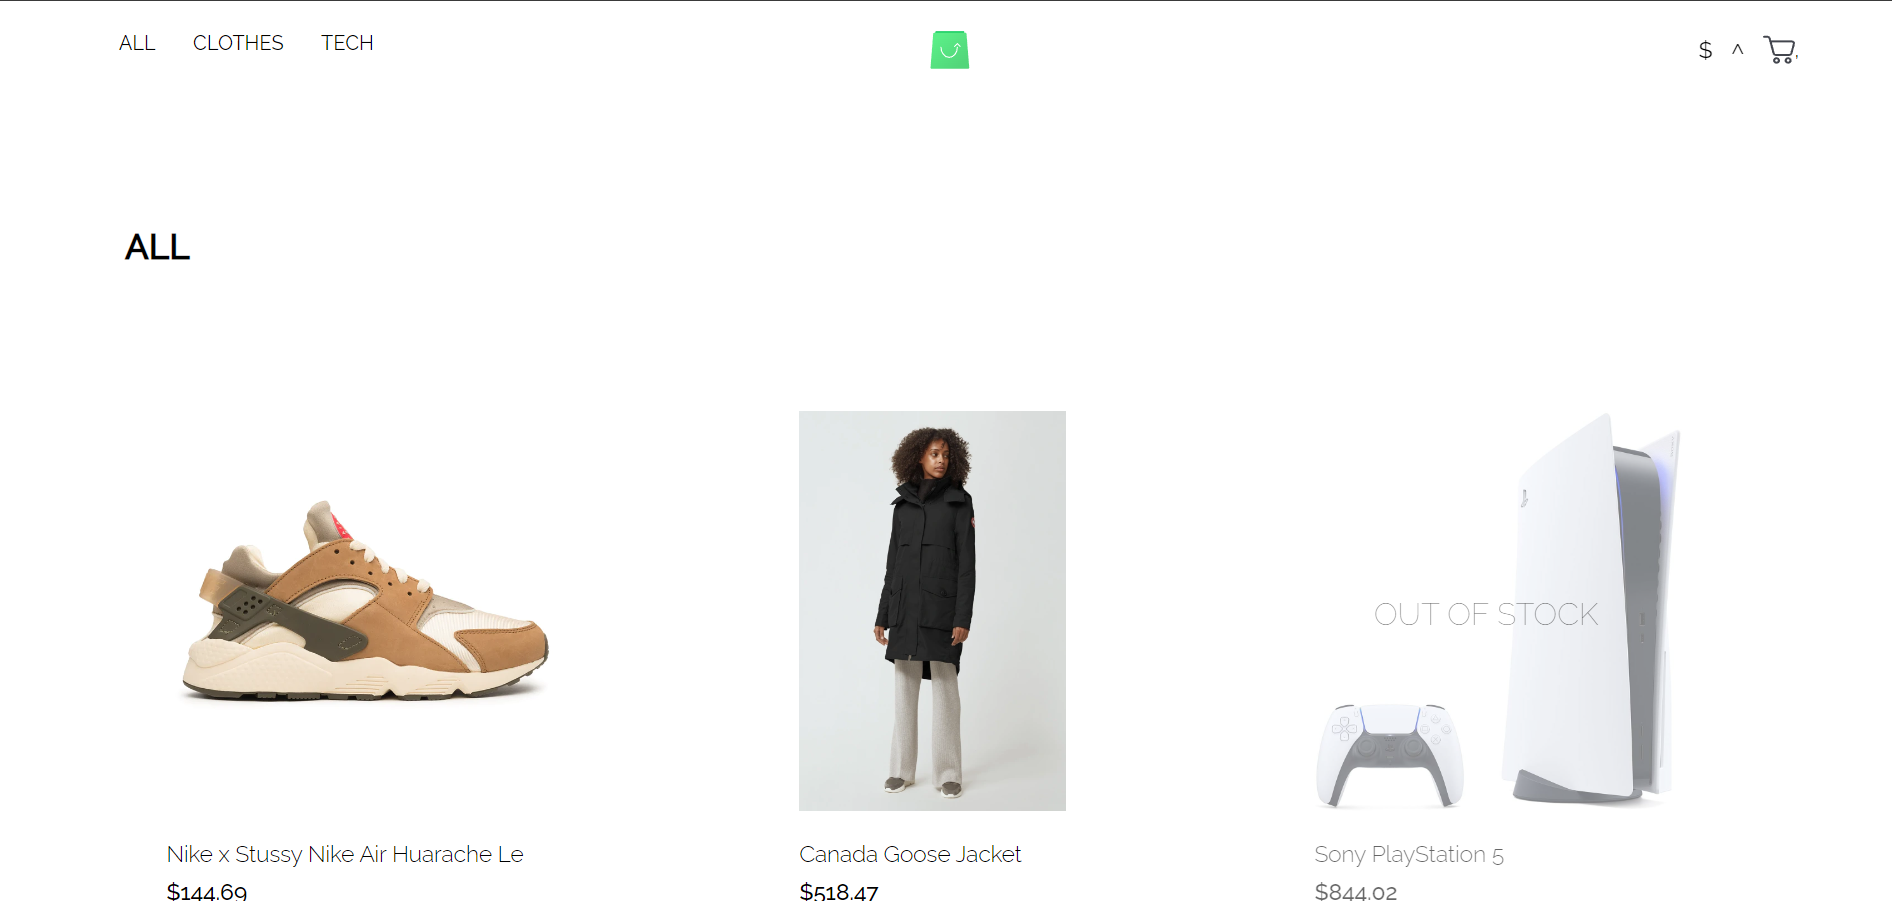 ALL CLOTHES TECH $ ^ ,
ALL
OUT OF STOCK
Nike x Stussy Nike Air Huarache Le
$144.69
Canada Goose Jacket
$518.47
Sony PlayStation 5
$844.02